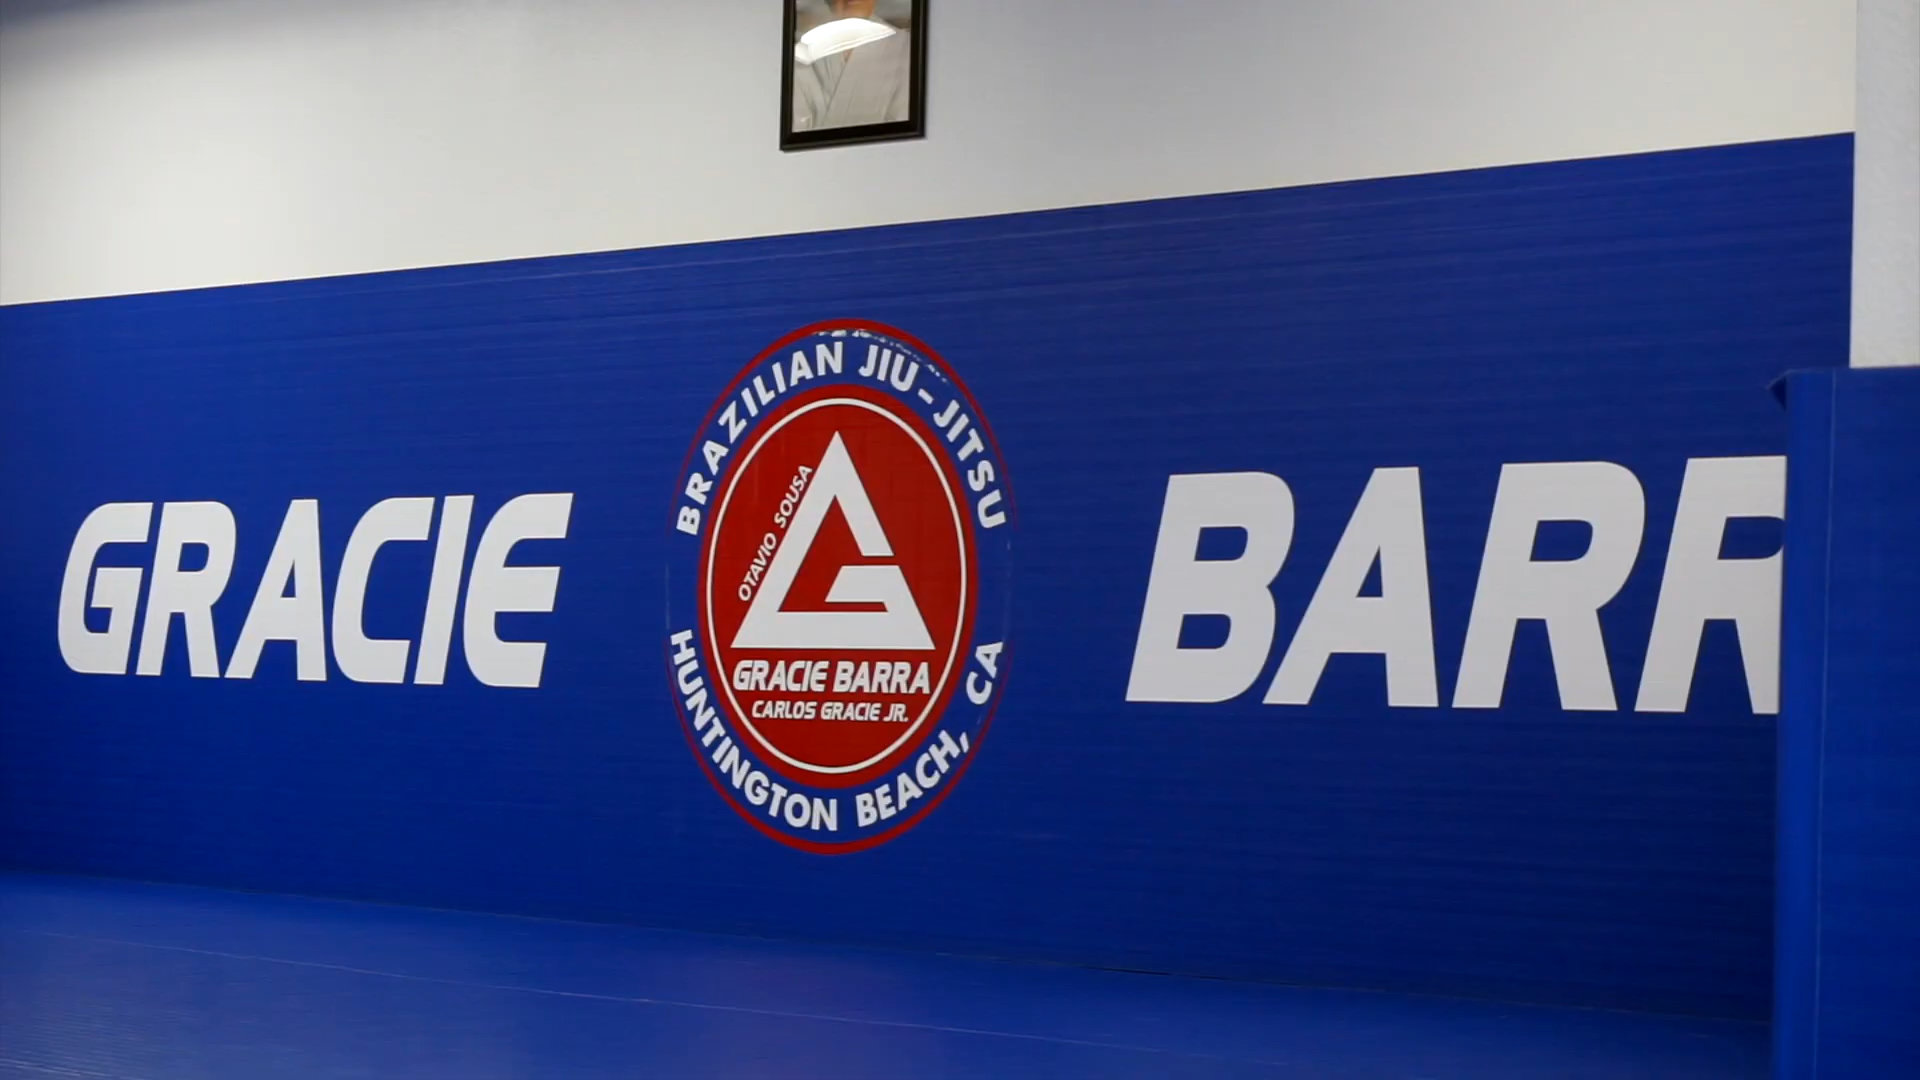 GRACIE
BRAZILIAN JIU-JITSU
OTAVIO SOUSA
GRACIE BARRA
CARLOS GRACIE JR.
HUNTINGTON BEACH, CA
BARR